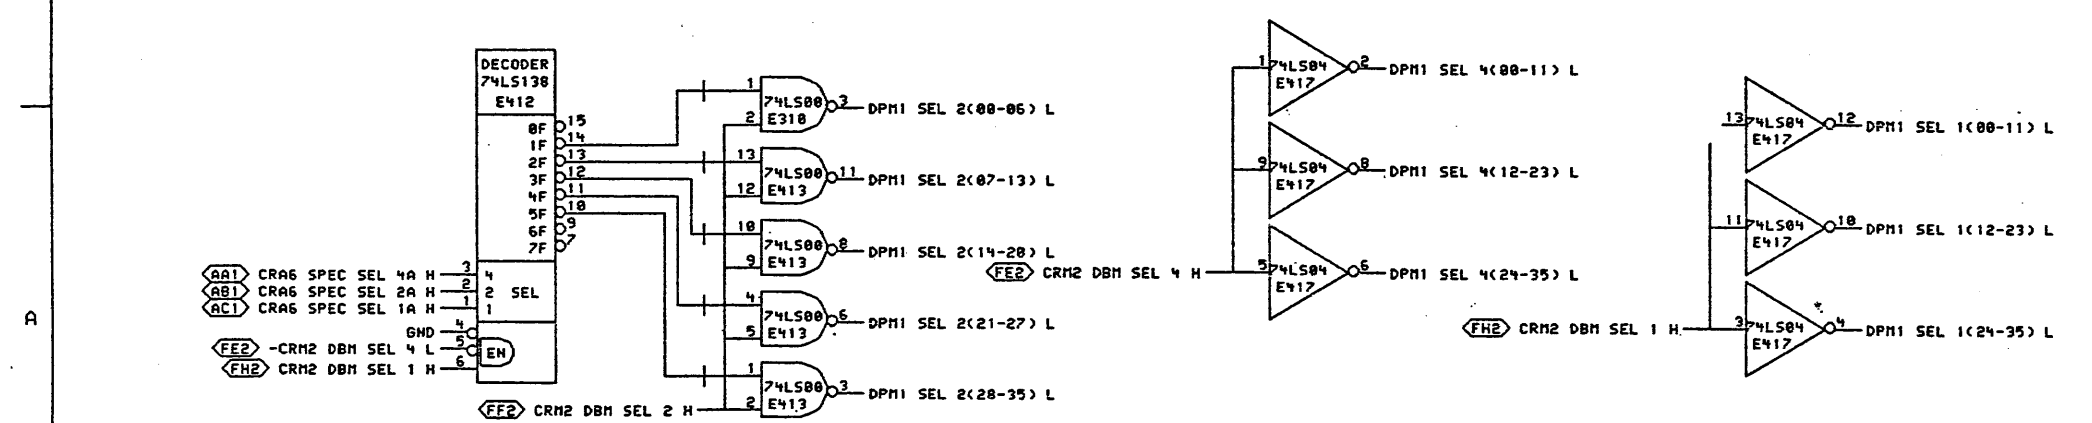 A
DECODER
74LS138
E412
0F 15
1F 14
2F 13
3F 12
4F 11
5F 10
6F 9
7F 7
AA1 CRA6 SPEC SEL 4A H 3 4
AB1 CRA6 SPEC SEL 2A H 2 2 SEL
AC1 CRA6 SPEC SEL 1A H 1 1
GND 4
FE2 -CRM2 DBM SEL 4 L 5 EN
FH2 CRM2 DBM SEL 1 H 6
1 74LS00 3 DPM1 SEL 2(00-06) L
2 E310
13 74LS00 11 DPM1 SEL 2(07-13) L
12 E413
10 74LS00 8 DPM1 SEL 2(14-20) L
9 E413
4 74LS00 6 DPM1 SEL 2(21-27) L
5 E413
1 74LS00 3 DPM1 SEL 2(28-35) L
2 E413
FF2 CRM2 DBM SEL 2 H
1 74LS04 2 DPM1 SEL 4(00-11) L
E417
9 74LS04 8 DPM1 SEL 4(12-23) L
E417
FE2 CRM2 DBM SEL 4 H 5 74LS04 6 DPM1 SEL 4(24-35) L
E417
13 74LS04 12 DPM1 SEL 1(00-11) L
E417
11 74LS04 10 DPM1 SEL 1(12-23) L
E417
FH2 CRM2 DBM SEL 1 H 3 74LS04 4 DPM1 SEL 1(24-35) L
E417